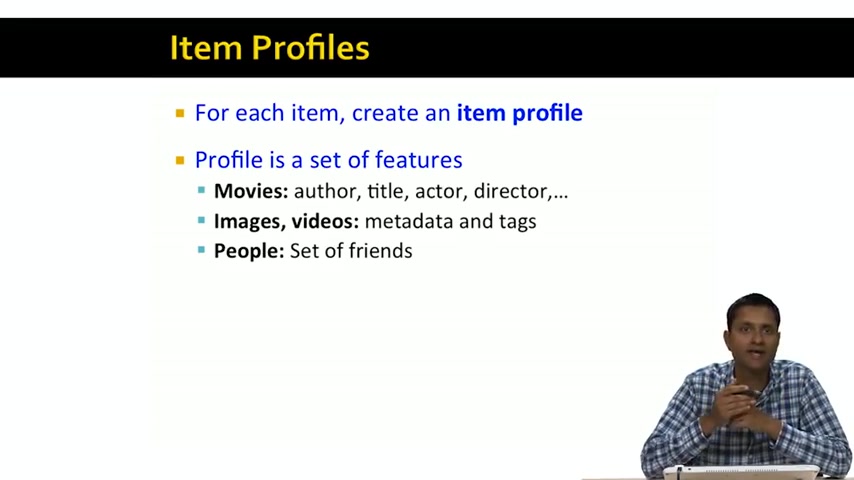 Item Profiles
For each item, create an item profile
Profile is a set of features
Movies: author, title, actor, director,...
Images, videos: metadata and tags
People: Set of friends